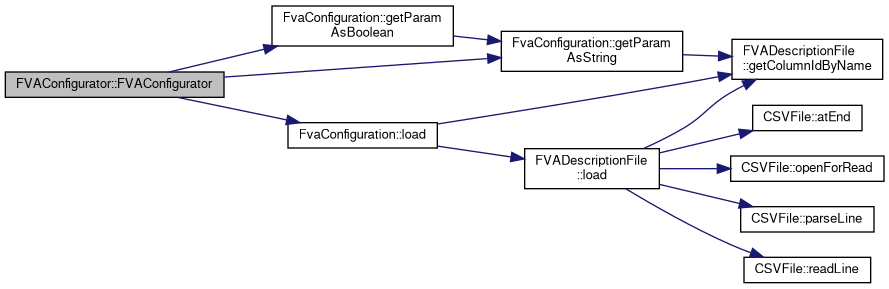 FVAConfigurator::FVAConfigurator
FvaConfiguration::getParam
AsBoolean
FvaConfiguration::getParam
AsString
FVADescriptionFile
::getColumnIdByName
FvaConfiguration::load
FVADescriptionFile
::load
CSVFile::atEnd
CSVFile::openForRead
CSVFile::parseLine
CSVFile::readLine